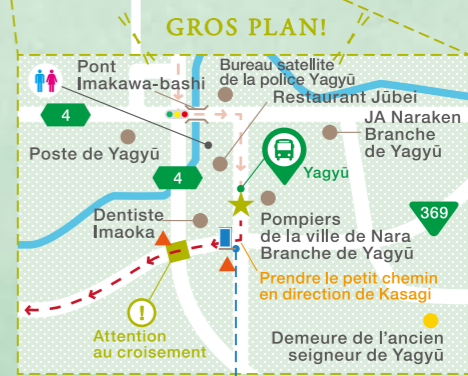 GROS PLAN!
Pont
Imakawa-bashi
Bureau satellite
de la police Yagyū
Restaurant Jūbei
JA Naraken
Branche
de Yagyū
4
Poste de Yagyū
4
Yagyū
369
Dentiste
Imaoka
Pompiers
de la ville de Nara
Branche de Yagyū
Prendre le petit chemin
en direction de Kasagi
!
Attention
au croisement
Demeure de l'ancien
seigneur de Yagyū